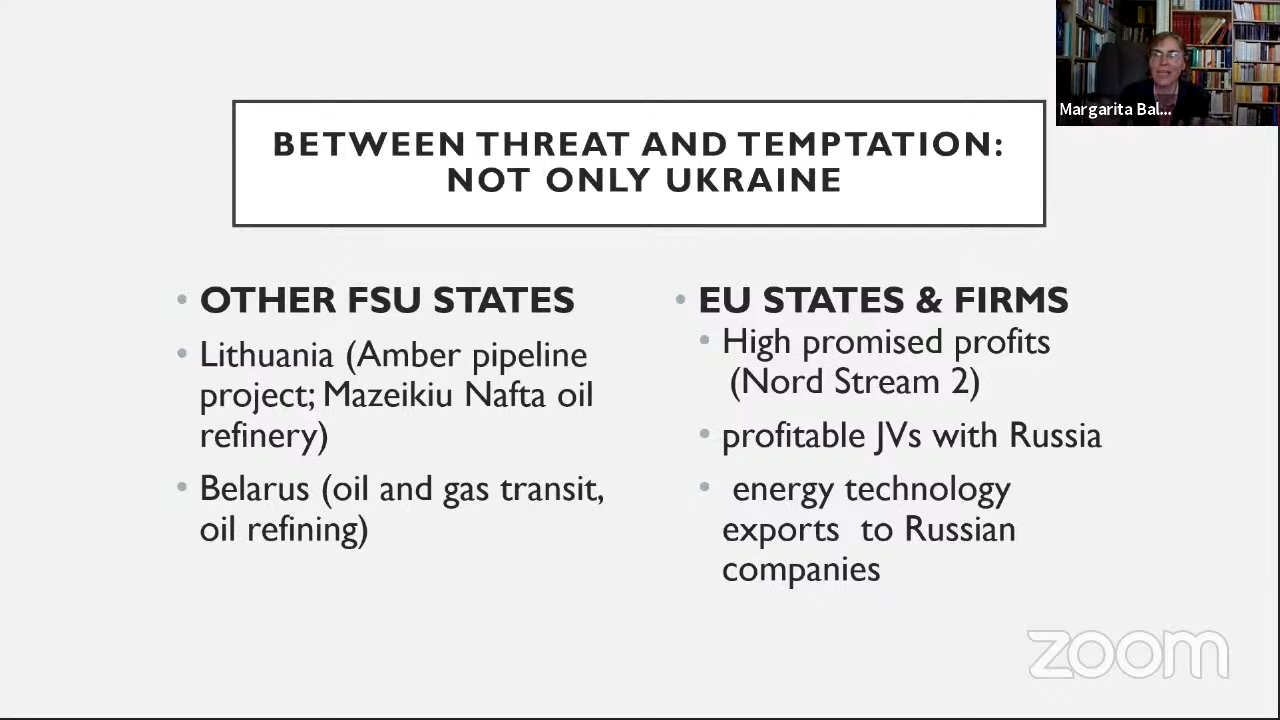 Margarita Bal...
BETWEEN THREAT AND TEMPTATION:
NOT ONLY UKRAINE
• OTHER FSU STATES
• Lithuania (Amber pipeline
project; Mazeikiu Nafta oil
refinery)
• Belarus (oil and gas transit,
oil refining)
• EU STATES & FIRMS
• High promised profits
(Nord Stream 2)
• profitable JVs with Russia
• energy technology
exports to Russian
companies
zoom